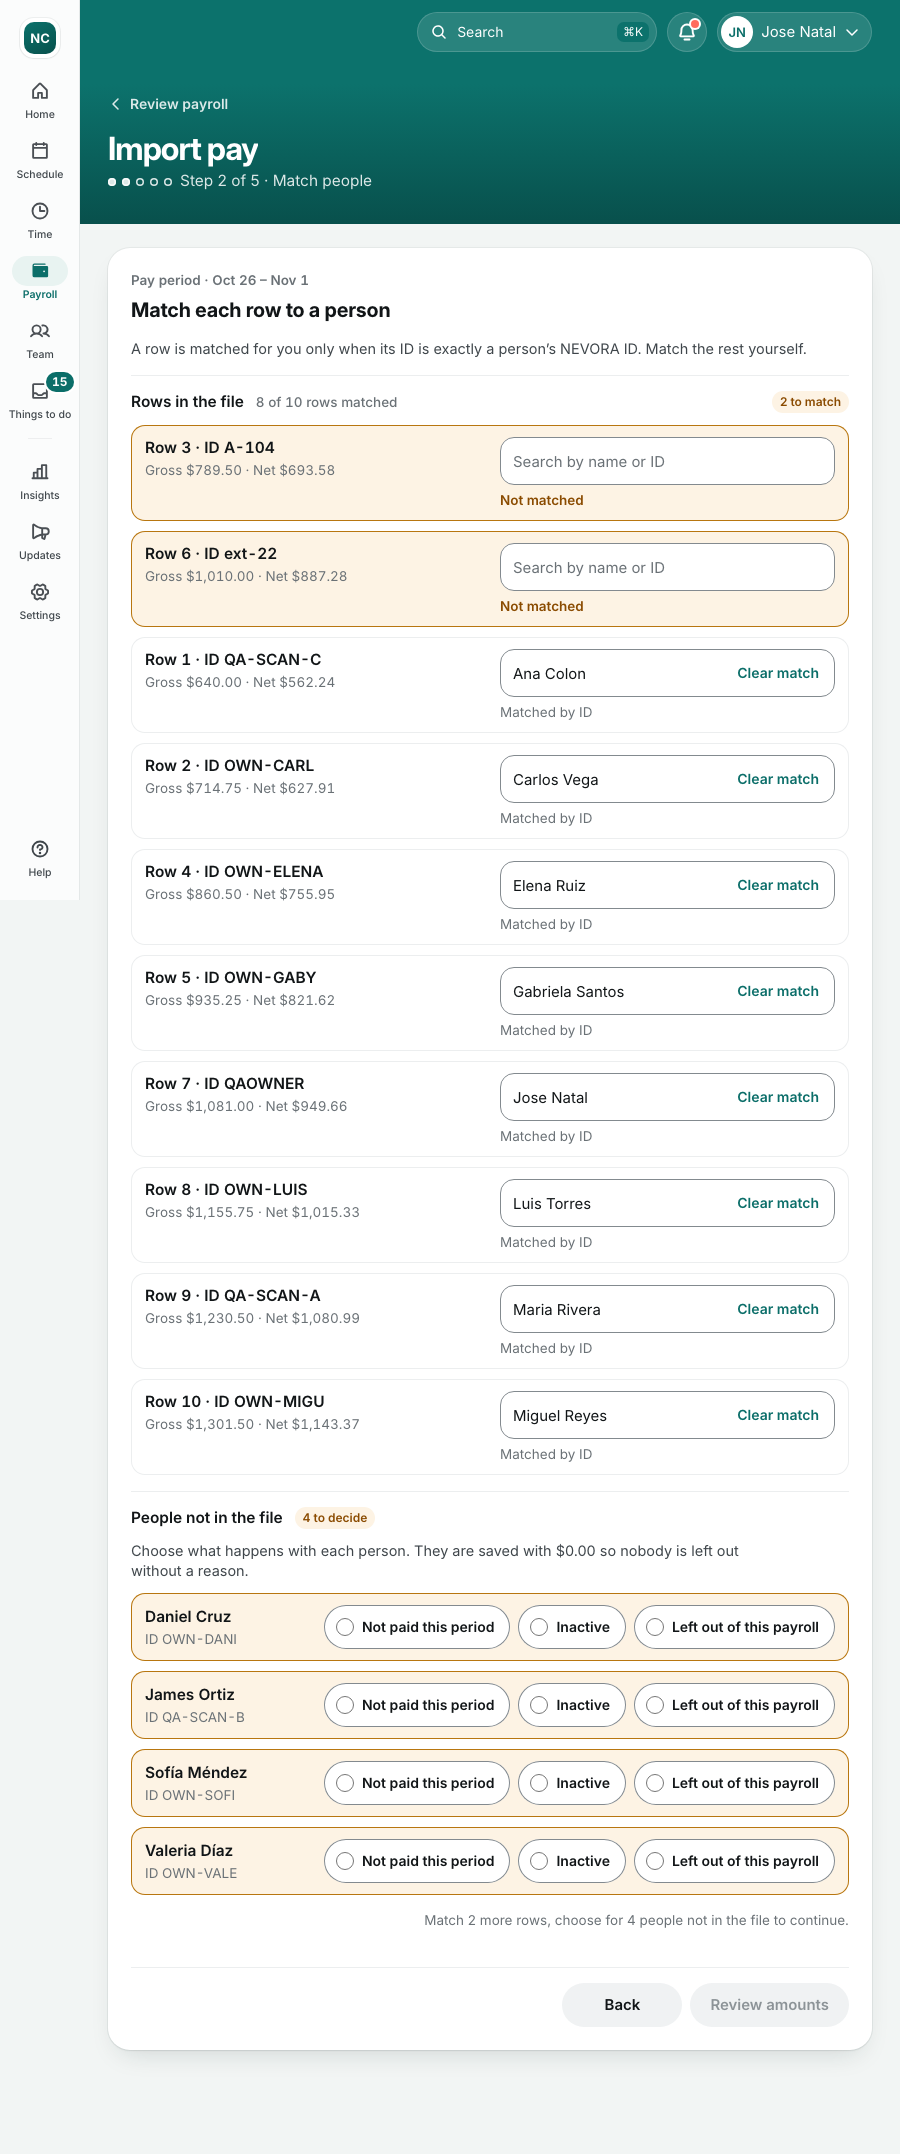 NC
Search
⌘K
JN
Jose Natal
Home
Schedule
Time
Payroll
Team
15
Things to do
Insights
Updates
Settings
Help
Review payroll
Import pay
Step 2 of 5 · Match people
Pay period · Oct 26 – Nov 1
Match each row to a person
A row is matched for you only when its ID is exactly a person’s NEVORA ID. Match the rest yourself.
Rows in the file 8 of 10 rows matched
2 to match
Row 3 · ID A-104
Gross $789.50 · Net $693.58
Search by name or ID
Not matched
Row 6 · ID ext-22
Gross $1,010.00 · Net $887.28
Search by name or ID
Not matched
Row 1 · ID QA-SCAN-C
Gross $640.00 · Net $562.24
Ana Colon
Clear match
Matched by ID
Row 2 · ID OWN-CARL
Gross $714.75 · Net $627.91
Carlos Vega
Clear match
Matched by ID
Row 4 · ID OWN-ELENA
Gross $860.50 · Net $755.95
Elena Ruiz
Clear match
Matched by ID
Row 5 · ID OWN-GABY
Gross $935.25 · Net $821.62
Gabriela Santos
Clear match
Matched by ID
Row 7 · ID QAOWNER
Gross $1,081.00 · Net $949.66
Jose Natal
Clear match
Matched by ID
Row 8 · ID OWN-LUIS
Gross $1,155.75 · Net $1,015.33
Luis Torres
Clear match
Matched by ID
Row 9 · ID QA-SCAN-A
Gross $1,230.50 · Net $1,080.99
Maria Rivera
Clear match
Matched by ID
Row 10 · ID OWN-MIGU
Gross $1,301.50 · Net $1,143.37
Miguel Reyes
Clear match
Matched by ID
People not in the file
4 to decide
Choose what happens with each person. They are saved with $0.00 so nobody is left out
without a reason.
Daniel Cruz
ID OWN-DANI
Not paid this period
Inactive
Left out of this payroll
James Ortiz
ID QA-SCAN-B
Not paid this period
Inactive
Left out of this payroll
Sofía Méndez
ID OWN-SOFI
Not paid this period
Inactive
Left out of this payroll
Valeria Díaz
ID OWN-VALE
Not paid this period
Inactive
Left out of this payroll
Match 2 more rows, choose for 4 people not in the file to continue.
Back
Review amounts